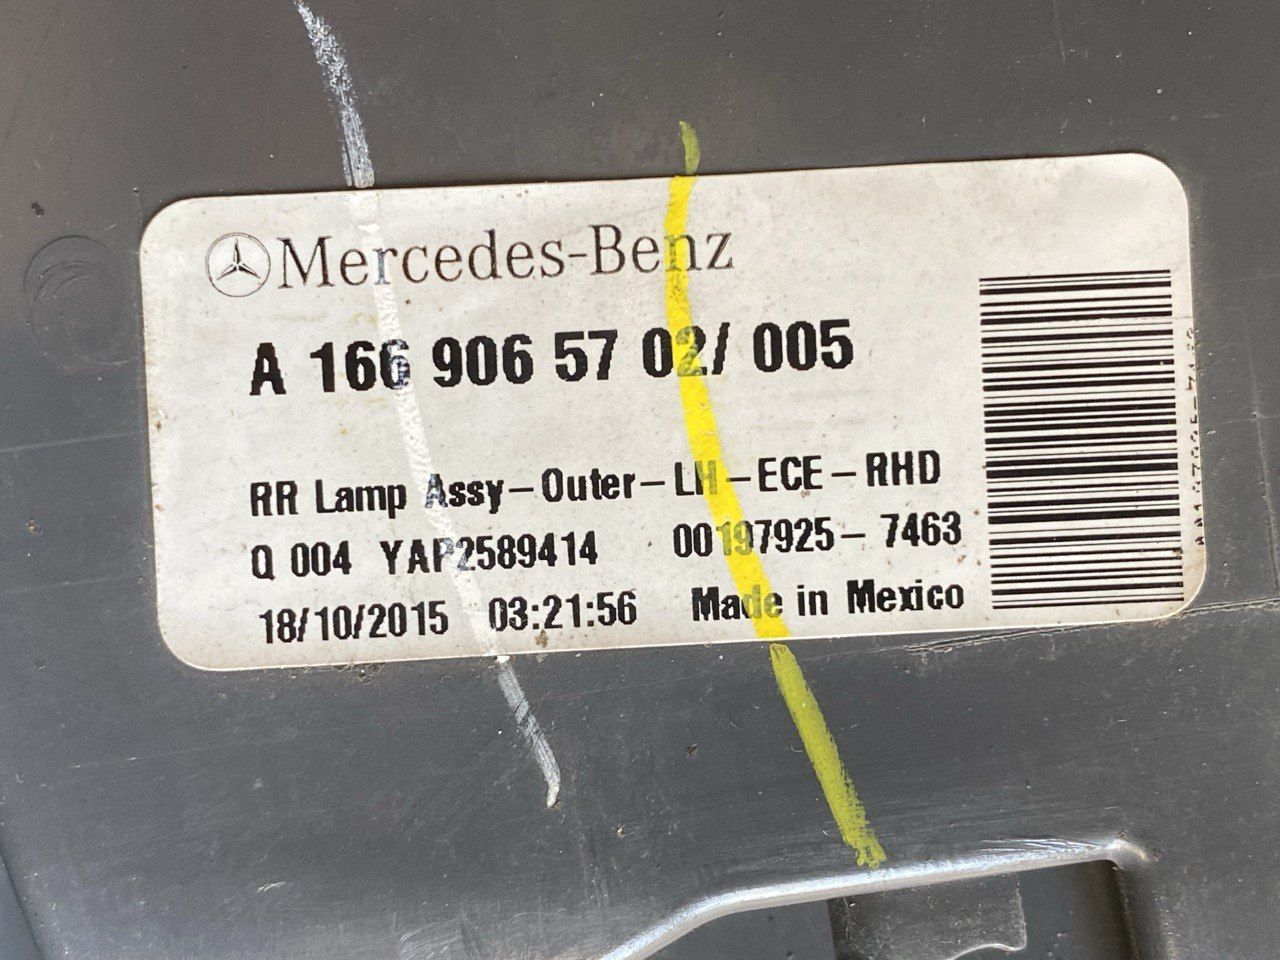 Mercedes-Benz
A 166 906 57 02/ 005
RR Lamp Assy-Outer-LH-ECE-RHD
Q 004 YAP2589414 00197925-7463
18/10/2015 03:21:56 Made in Mexico